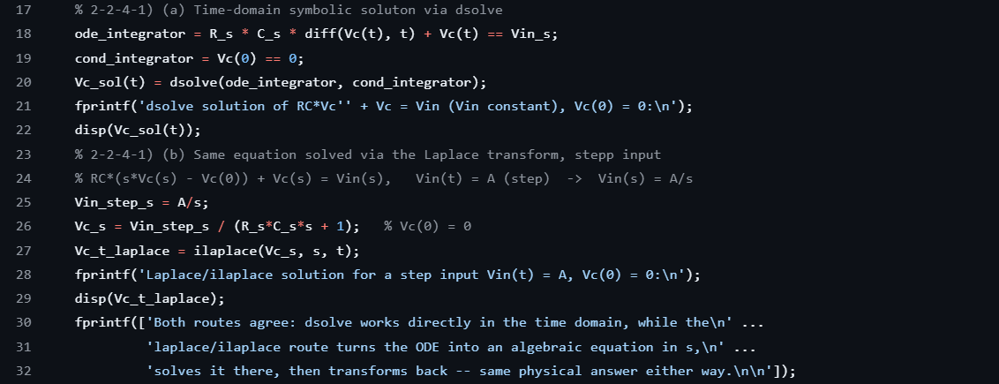 17 % 2-2-4-1) (a) Time-domain symbolic soluton via dsolve
18 ode_integrator = R_s * C_s * diff(Vc(t), t) + Vc(t) == Vin_s;
19 cond_integrator = Vc(0) == 0;
20 Vc_sol(t) = dsolve(ode_integrator, cond_integrator);
21 fprintf('dsolve solution of RC*Vc'' + Vc = Vin (Vin constant), Vc(0) = 0:\n');
22 disp(Vc_sol(t));
23 % 2-2-4-1) (b) Same equation solved via the Laplace transform, stepp input
24 % RC*(s*Vc(s) - Vc(0)) + Vc(s) = Vin(s),   Vin(t) = A (step)  ->  Vin(s) = A/s
25 Vin_step_s = A/s;
26 Vc_s = Vin_step_s / (R_s*C_s*s + 1);   % Vc(0) = 0
27 Vc_t_laplace = ilaplace(Vc_s, s, t);
28 fprintf('Laplace/ilaplace solution for a step input Vin(t) = A, Vc(0) = 0:\n');
29 disp(Vc_t_laplace);
30 fprintf(['Both routes agree: dsolve works directly in the time domain, while the\n' ...
31 'laplace/ilaplace route turns the ODE into an algebraic equation in s,\n' ...
32 'solves it there, then transforms back -- same physical answer either way.\n\n']);